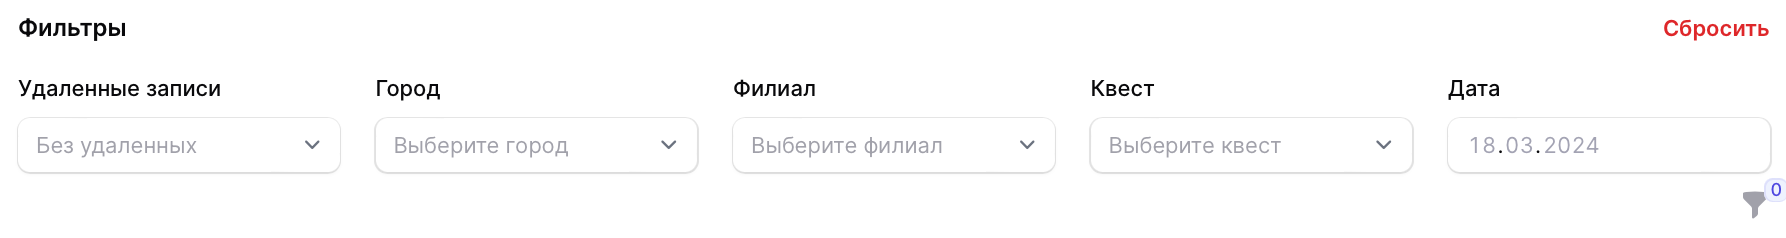 Фильтры
Сбросить
Удаленные записи
Город
Филиал
Квест
Дата
Без удаленных
Выберите город
Выберите филиал
Выберите квест
18.03.2024
0